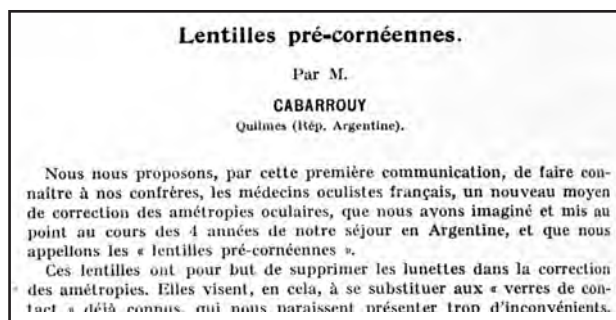 Lentilles pré-cornéennes.
Par M.
CABARROUY
Quilmes (Rép. Argentine).
Nous nous proposons, par cette première communication, de faire con-
naître à nos confrères, les médecins oculistes français, un nouveau moyen
de correction des amétropies oculaires, que nous avons imaginé et mis au
point au cours des 4 années de notre séjour en Argentine, et que nous
appellons les « lentilles pré-cornéennes ».
Ces lentilles ont pour but de supprimer les lunettes dans la correction
des amétropies. Elles visent, en cela, à se substituer aux « verres de con-
tact » déjà connus, qui nous paraissent présenter trop d'inconvénients.